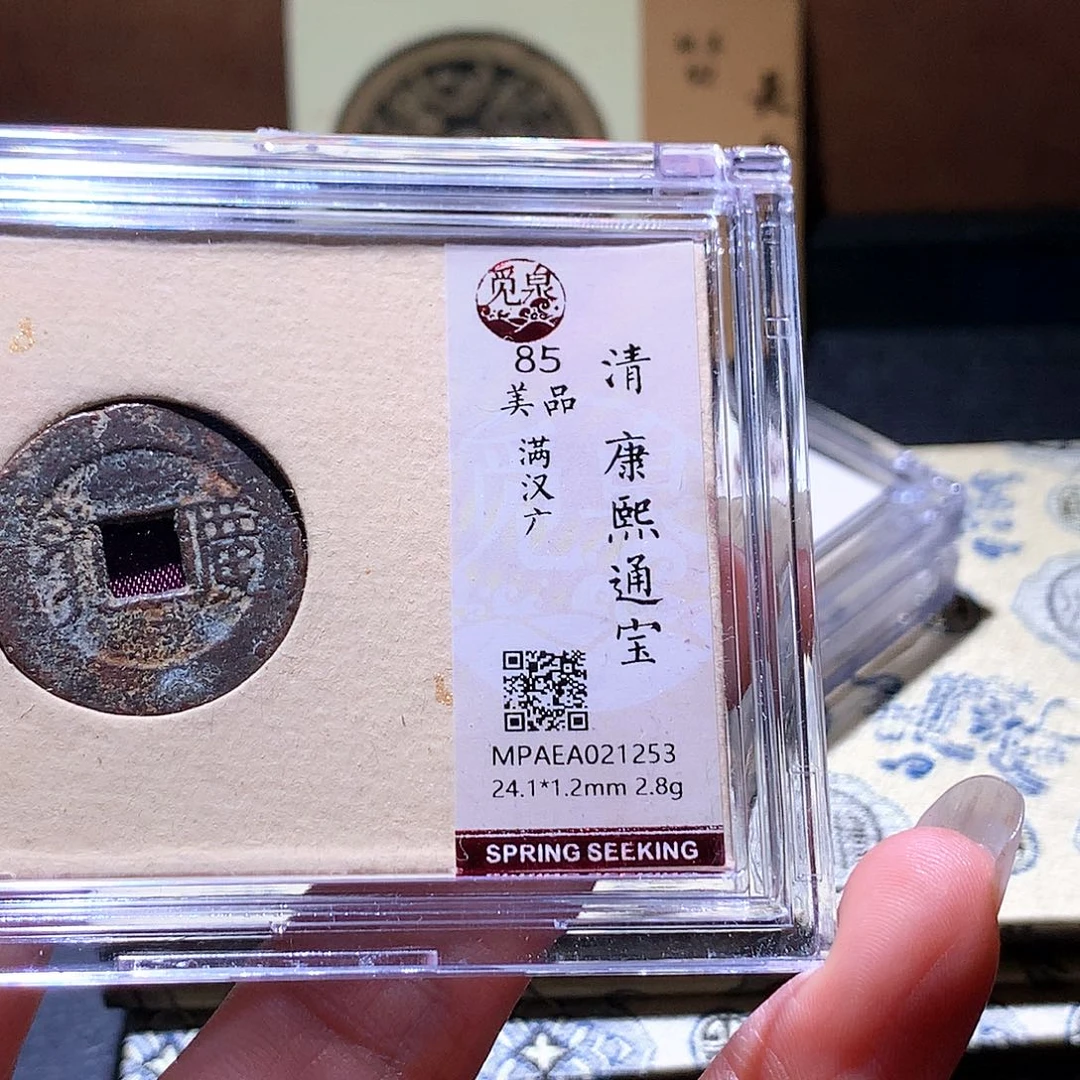 觅泉
85
美品
满汉广
清 康熙通宝
MPAEA021253
24.1*1.2mm 2.8g
SPRING SEEKING
廣